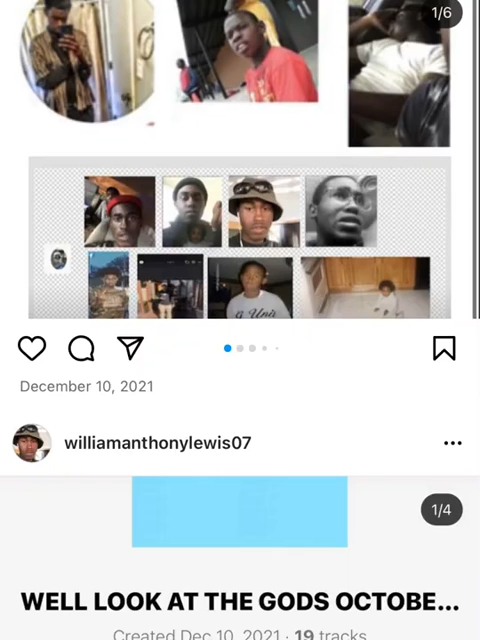 1/6
December 10, 2021
williamanthonylewis07
1/4
WELL LOOK AT THE GODS OCTOBE...
Created Dec 10, 2021 · 19 tracks